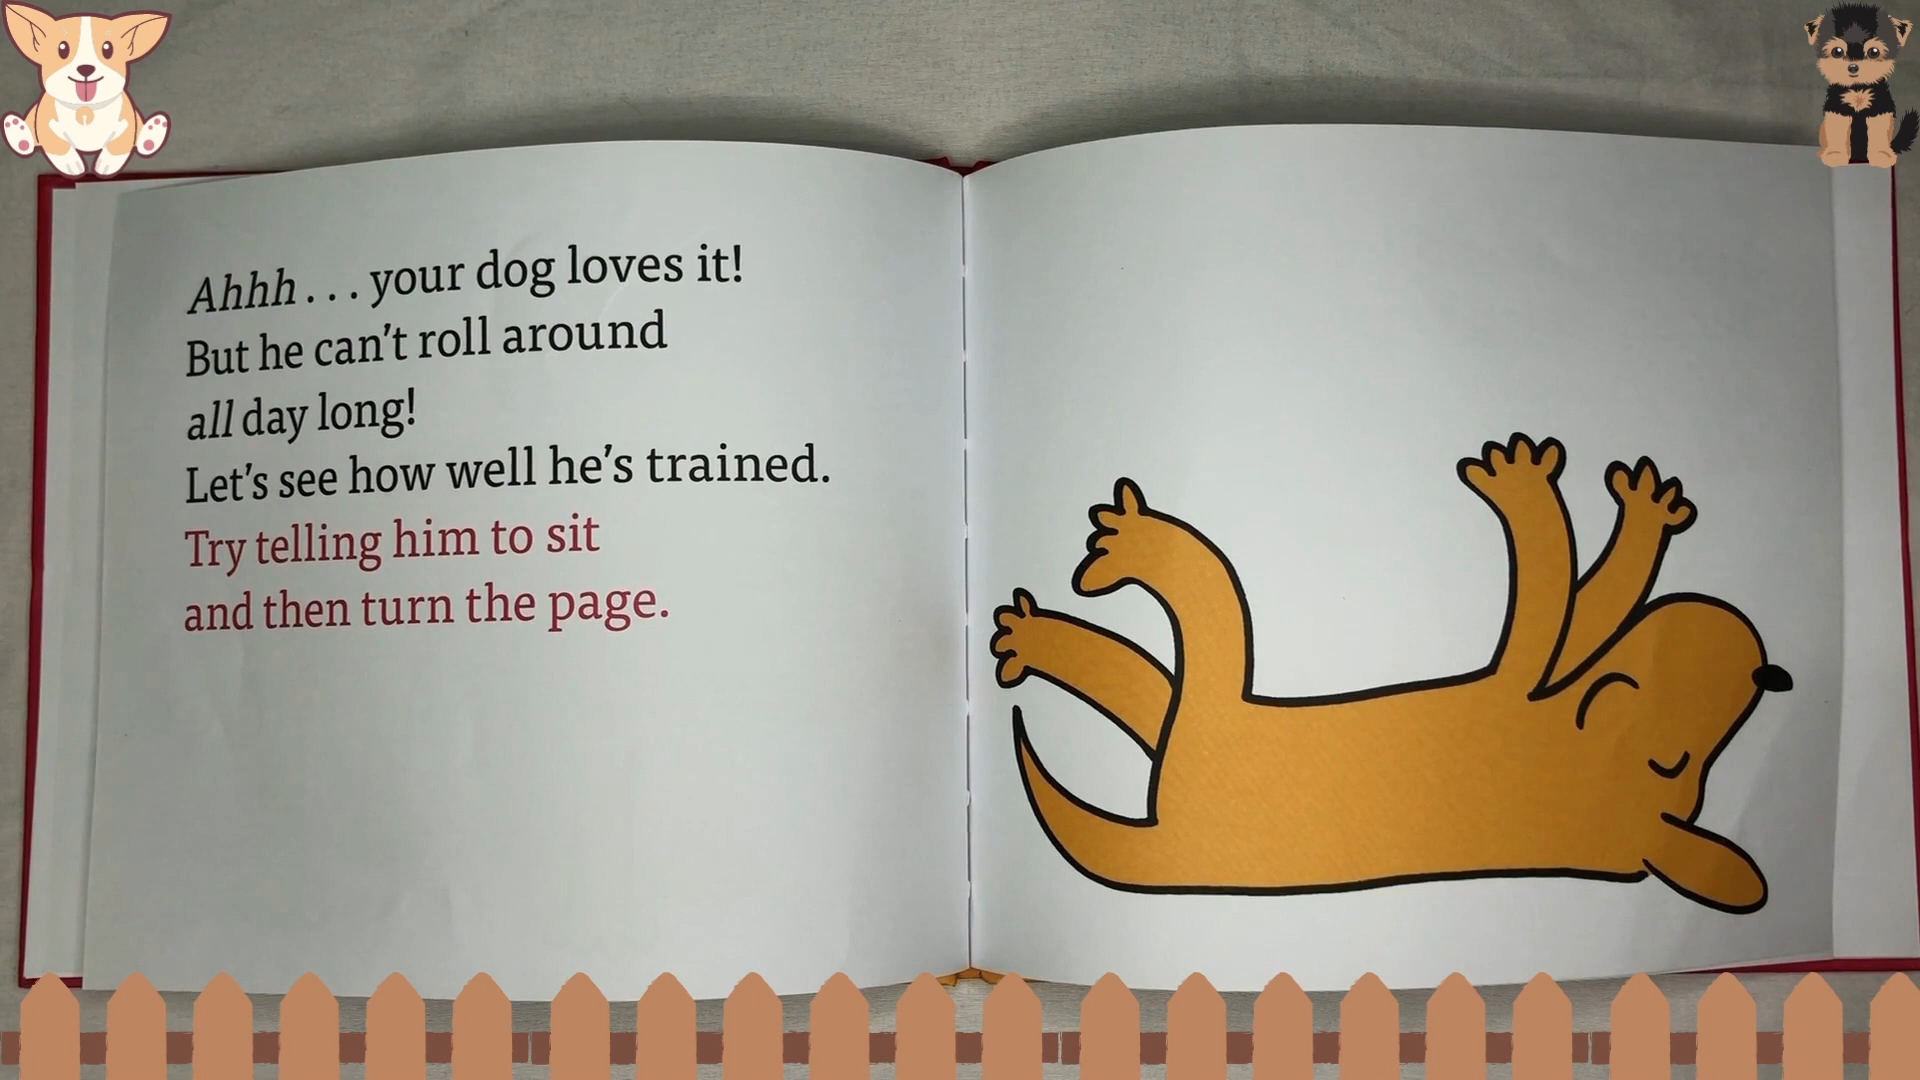 Ahhh . . . your dog loves it!
But he can't roll around
all day long!
Let's see how well he's trained.
Try telling him to sit
and then turn the page.